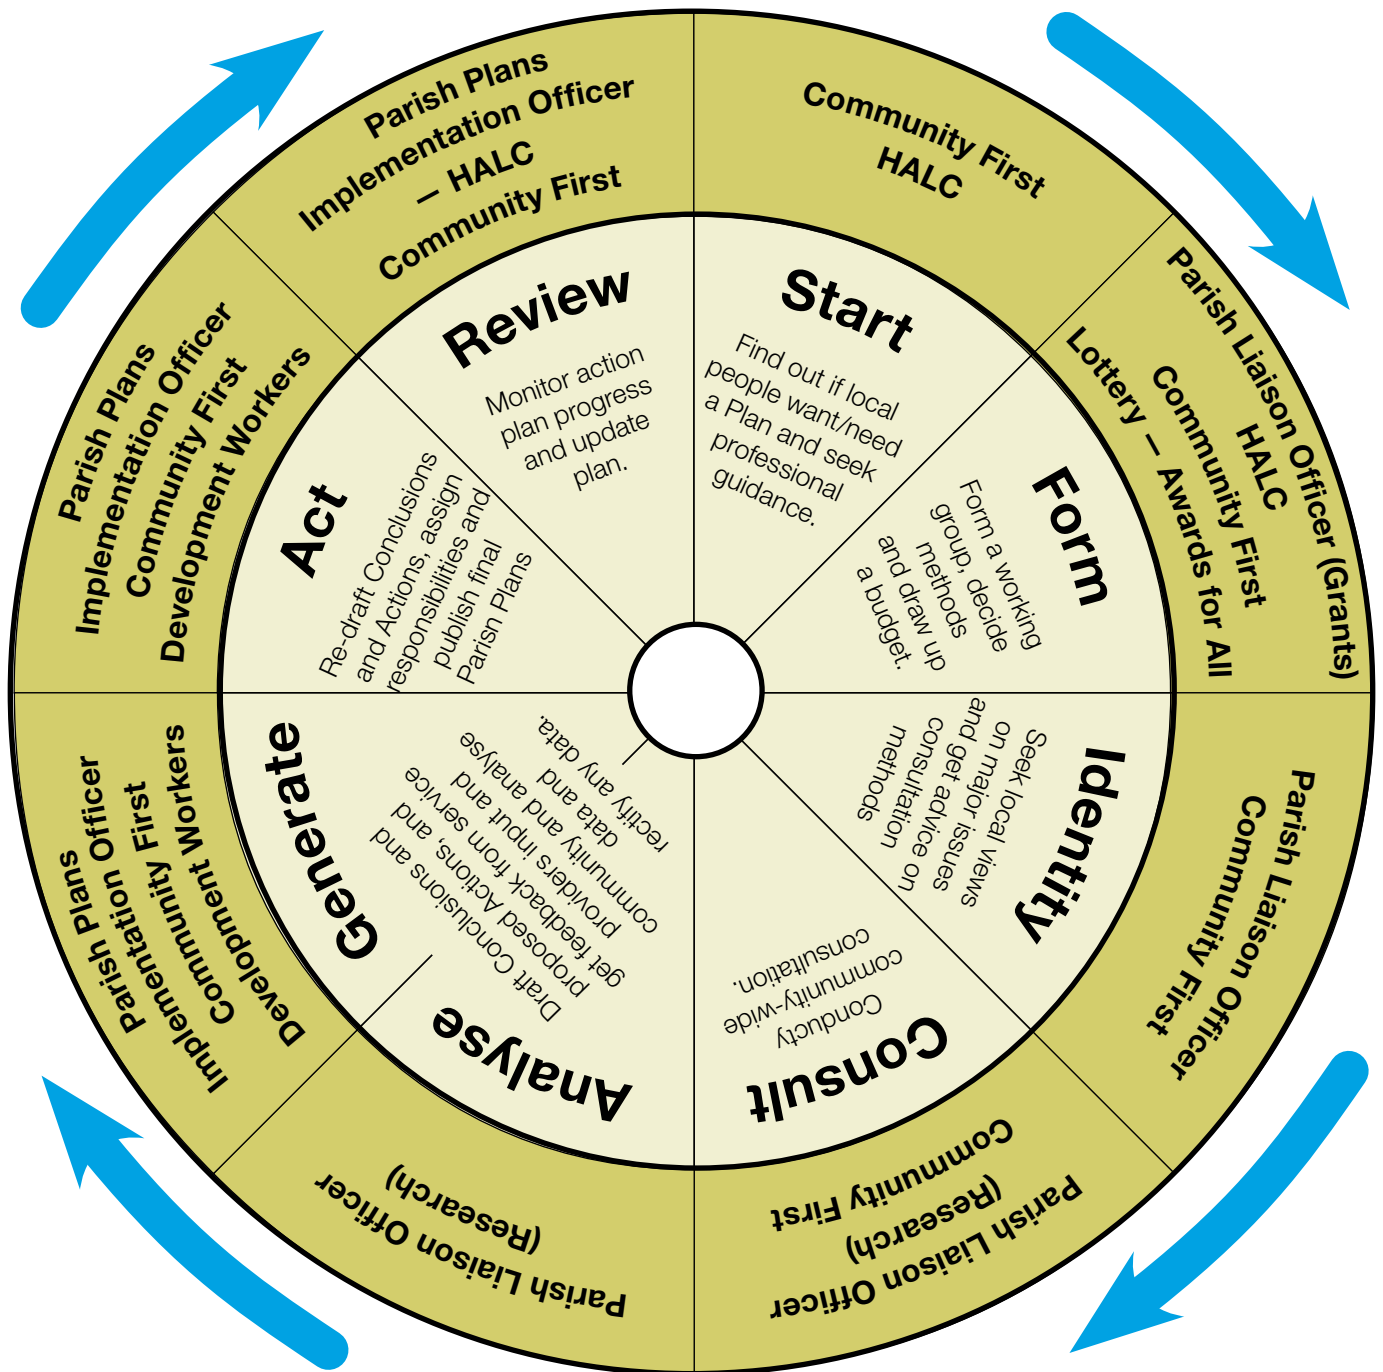 Start
Find out if local
people want/need
a Plan and seek
professional
guidance.
Community First
HALC
Form
Form a working
group, decide
methods
and draw up
a budget.
Parish Liaison Officer (Grants)
HALC
Community First
Lottery – Awards for All
Identity
Seek local views
on major issues
and get advice on
consultation
methods
Parish Liaison Officer
Community First
Consult
Conducty
community-wide
consultation.
Parish Liaison Officer
(Research)
Community First
Analyse
Parish Liaison Officer
(Research)
Generate
Draft Conclusions and
proposed Actions, and
get feedback from service
providers input and
community and analyse
data and
rectify any data.
Parish Plans
Implementation Officer
Community First
Development Workers
Act
Re-draft Conclusions
and Actions, assign
responsibilities and
publish final
Parisn Plans
Parish Plans
Implementation Officer
Community First
Development Workers
Review
Monitor action
plan progress
and update
plan.
Parish Plans
Implementation Officer
– HALC
Community First